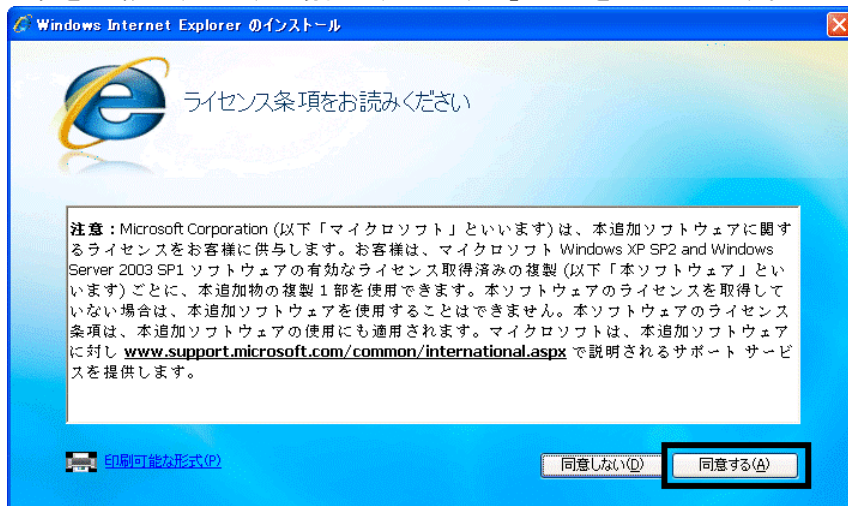 Windows Internet Explorer のインストール
ライセンス条項をお読みください
注意：Microsoft Corporation (以下「マイクロソフト」といいます) は、本追加ソフトウェアに関す
るライセンスをお客様に供与します。お客様は、マイクロソフト Windows XP SP2 and Windows
Server 2003 SP1 ソフトウェアの有効なライセンス取得済みの複製 (以下「本ソフトウェア」とい
います) ごとに、本追加物の複製 1 部を使用できます。本ソフトウェアのライセンスを取得して
いない場合は、本追加ソフトウェアを使用することはできません。本ソフトウェアのライセンス
条項は、本追加ソフトウェアの使用にも適用されます。マイクロソフトは、本追加ソフトウェア
に対し www.support.microsoft.com/common/international.aspx で説明されるサポート サービ
スを提供します。
印刷可能な形式(P)
同意しない(D)
同意する(A)